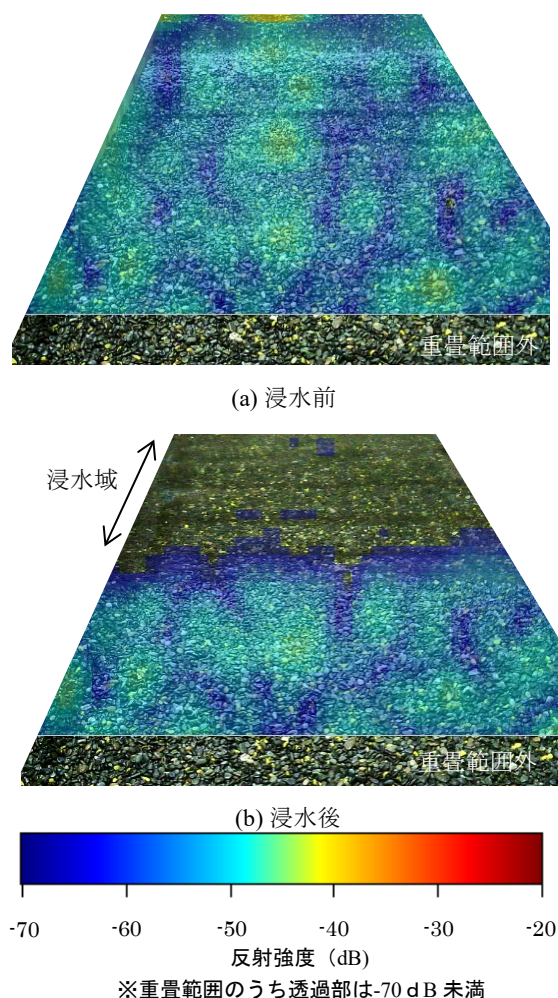 重畳範囲外
(a) 浸水前
浸水域
重畳範囲外
(b) 浸水後
-70 -60 -50 -40 -30 -20
反射強度（dB)
※重畳範囲のうち透過部は-70ｄB 未満